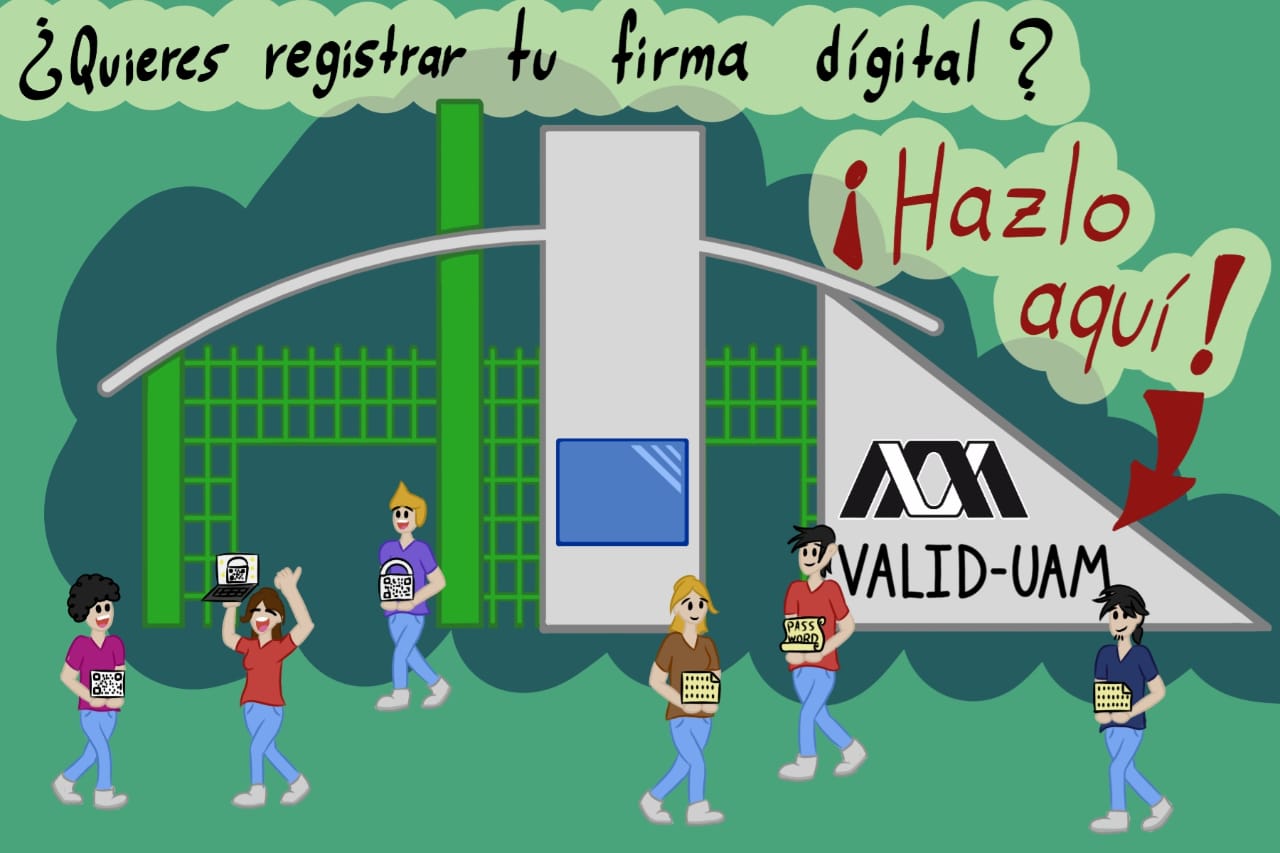 ¿Quieres registrar tu firma dígital?
¡Hazlo
aquí!
VALID-UAM
PASS
WORD